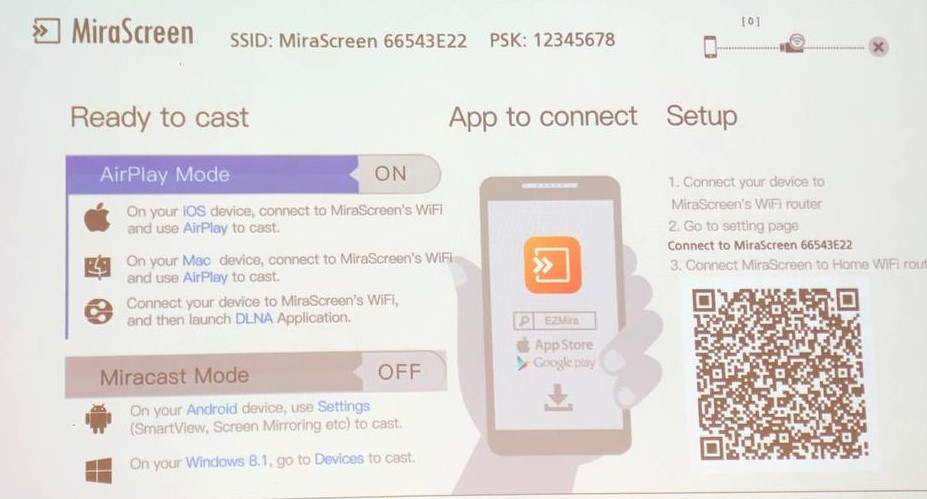 MiraScreen
SSID: MiraScreen 66543E22 PSK: 12345678
[0]
Ready to cast
AirPlay Mode
ON
On your iOS device, connect to MiraScreen's WiFi
and use AirPlay to cast.
On your Mac device, connect to MiraScreen's WiFi
and use AirPlay to cast.
Connect your device to MiraScreen's WiFi,
and then launch DLNA Application.
Miracast Mode
OFF
On your Android device, use Settings
(SmartView, Screen Mirroring etc) to cast.
On your Windows 8.1, go to Devices to cast.
App to connect
EZMira
App Store
Google play
Setup
1. Connect your device to
MiraScreen's WiFi router
2. Go to setting page
Connect to MiraScreen 66543E22
3. Connect MiraScreen to Home WiFi rout